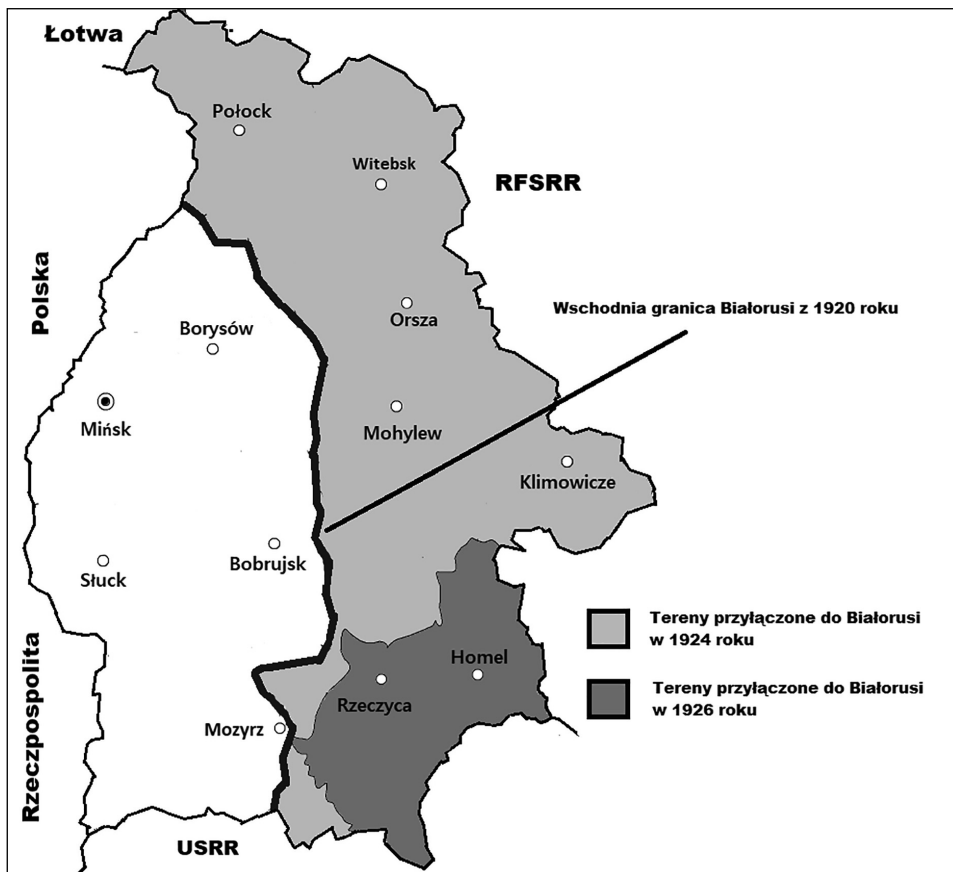 Łotwa
Połock
Witebsk
RFSRR
Polska
Orsza
Wschodnia granica Białorusi z 1920 roku
Borysów
Mińsk
Mohylew
Klimowicze
Bobrujsk
Słuck
Tereny przyłączone do Białorusi
w 1924 roku
Homel
Rzeczyca
Tereny przyłączone do Białorusi
w 1926 roku
Mozyrz
Rzeczpospolita
USRR